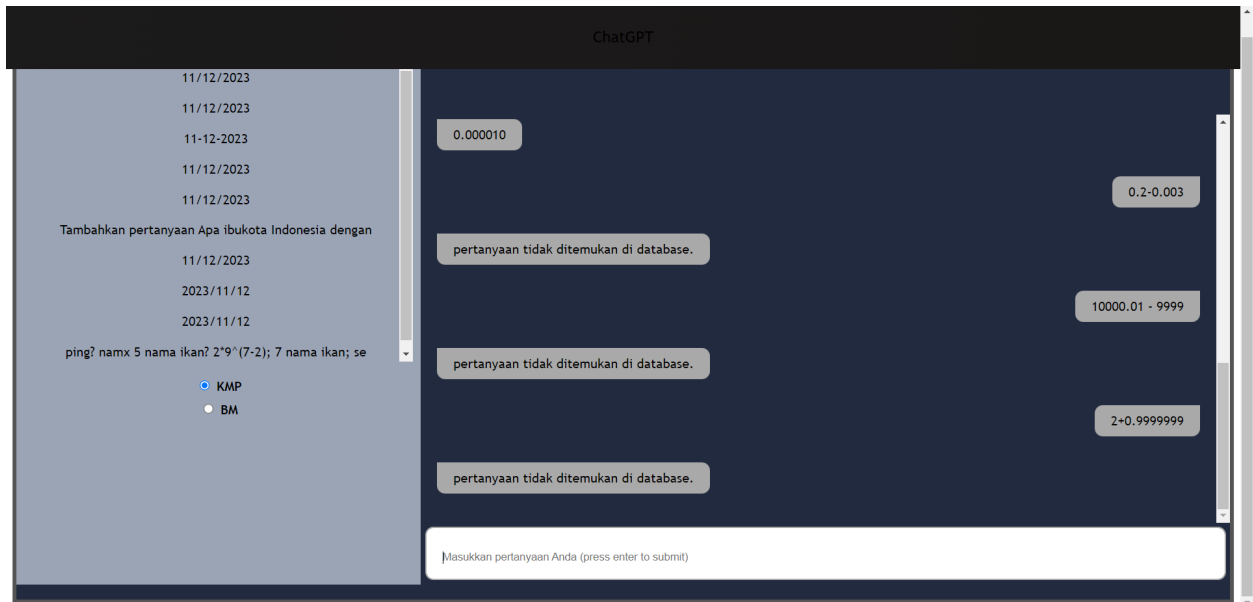 ChatGPT
11/12/2023
11/12/2023
11-12-2023
11/12/2023
11/12/2023
Tambahkan pertanyaan Apa ibukota Indonesia dengan
11/12/2023
2023/11/12
2023/11/12
ping? namx 5 nama ikan? 2*9^(7-2); 7 nama ikan; se
KMP
BM
0.000010
0.2-0.003
pertanyaan tidak ditemukan di database.
10000.01 - 9999
pertanyaan tidak ditemukan di database.
2+0.9999999
pertanyaan tidak ditemukan di database.
Masukkan pertanyaan Anda (press enter to submit)